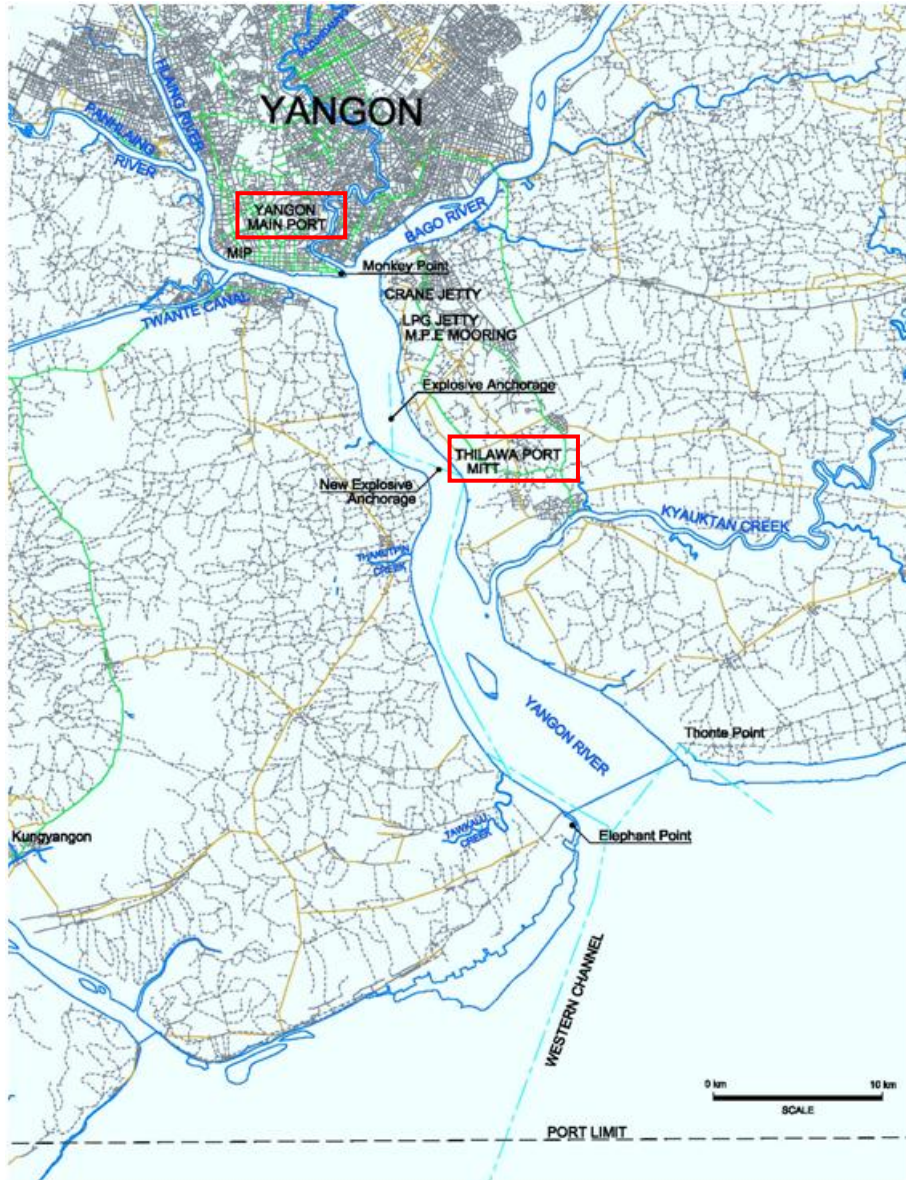 YANGON
HLAING RIVER
PANHLAING
RIVER
YANGON
MAIN PORT
BAGO RIVER
MIP
Monkey Point
TWANTE CANAL
CRANE JETTY
LPG JETTY
M.P.E MOORING
Explosive Anchorage
THILAWA PORT
MITT
New Explosive
Anchorage
KYAUKTAN CREEK
CREEK
YANGON RIVER
Thonte Point
CREEK
Elephant Point
Kungyangon
WESTERN CHANNEL
0 km 10 km
SCALE
PORT LIMIT